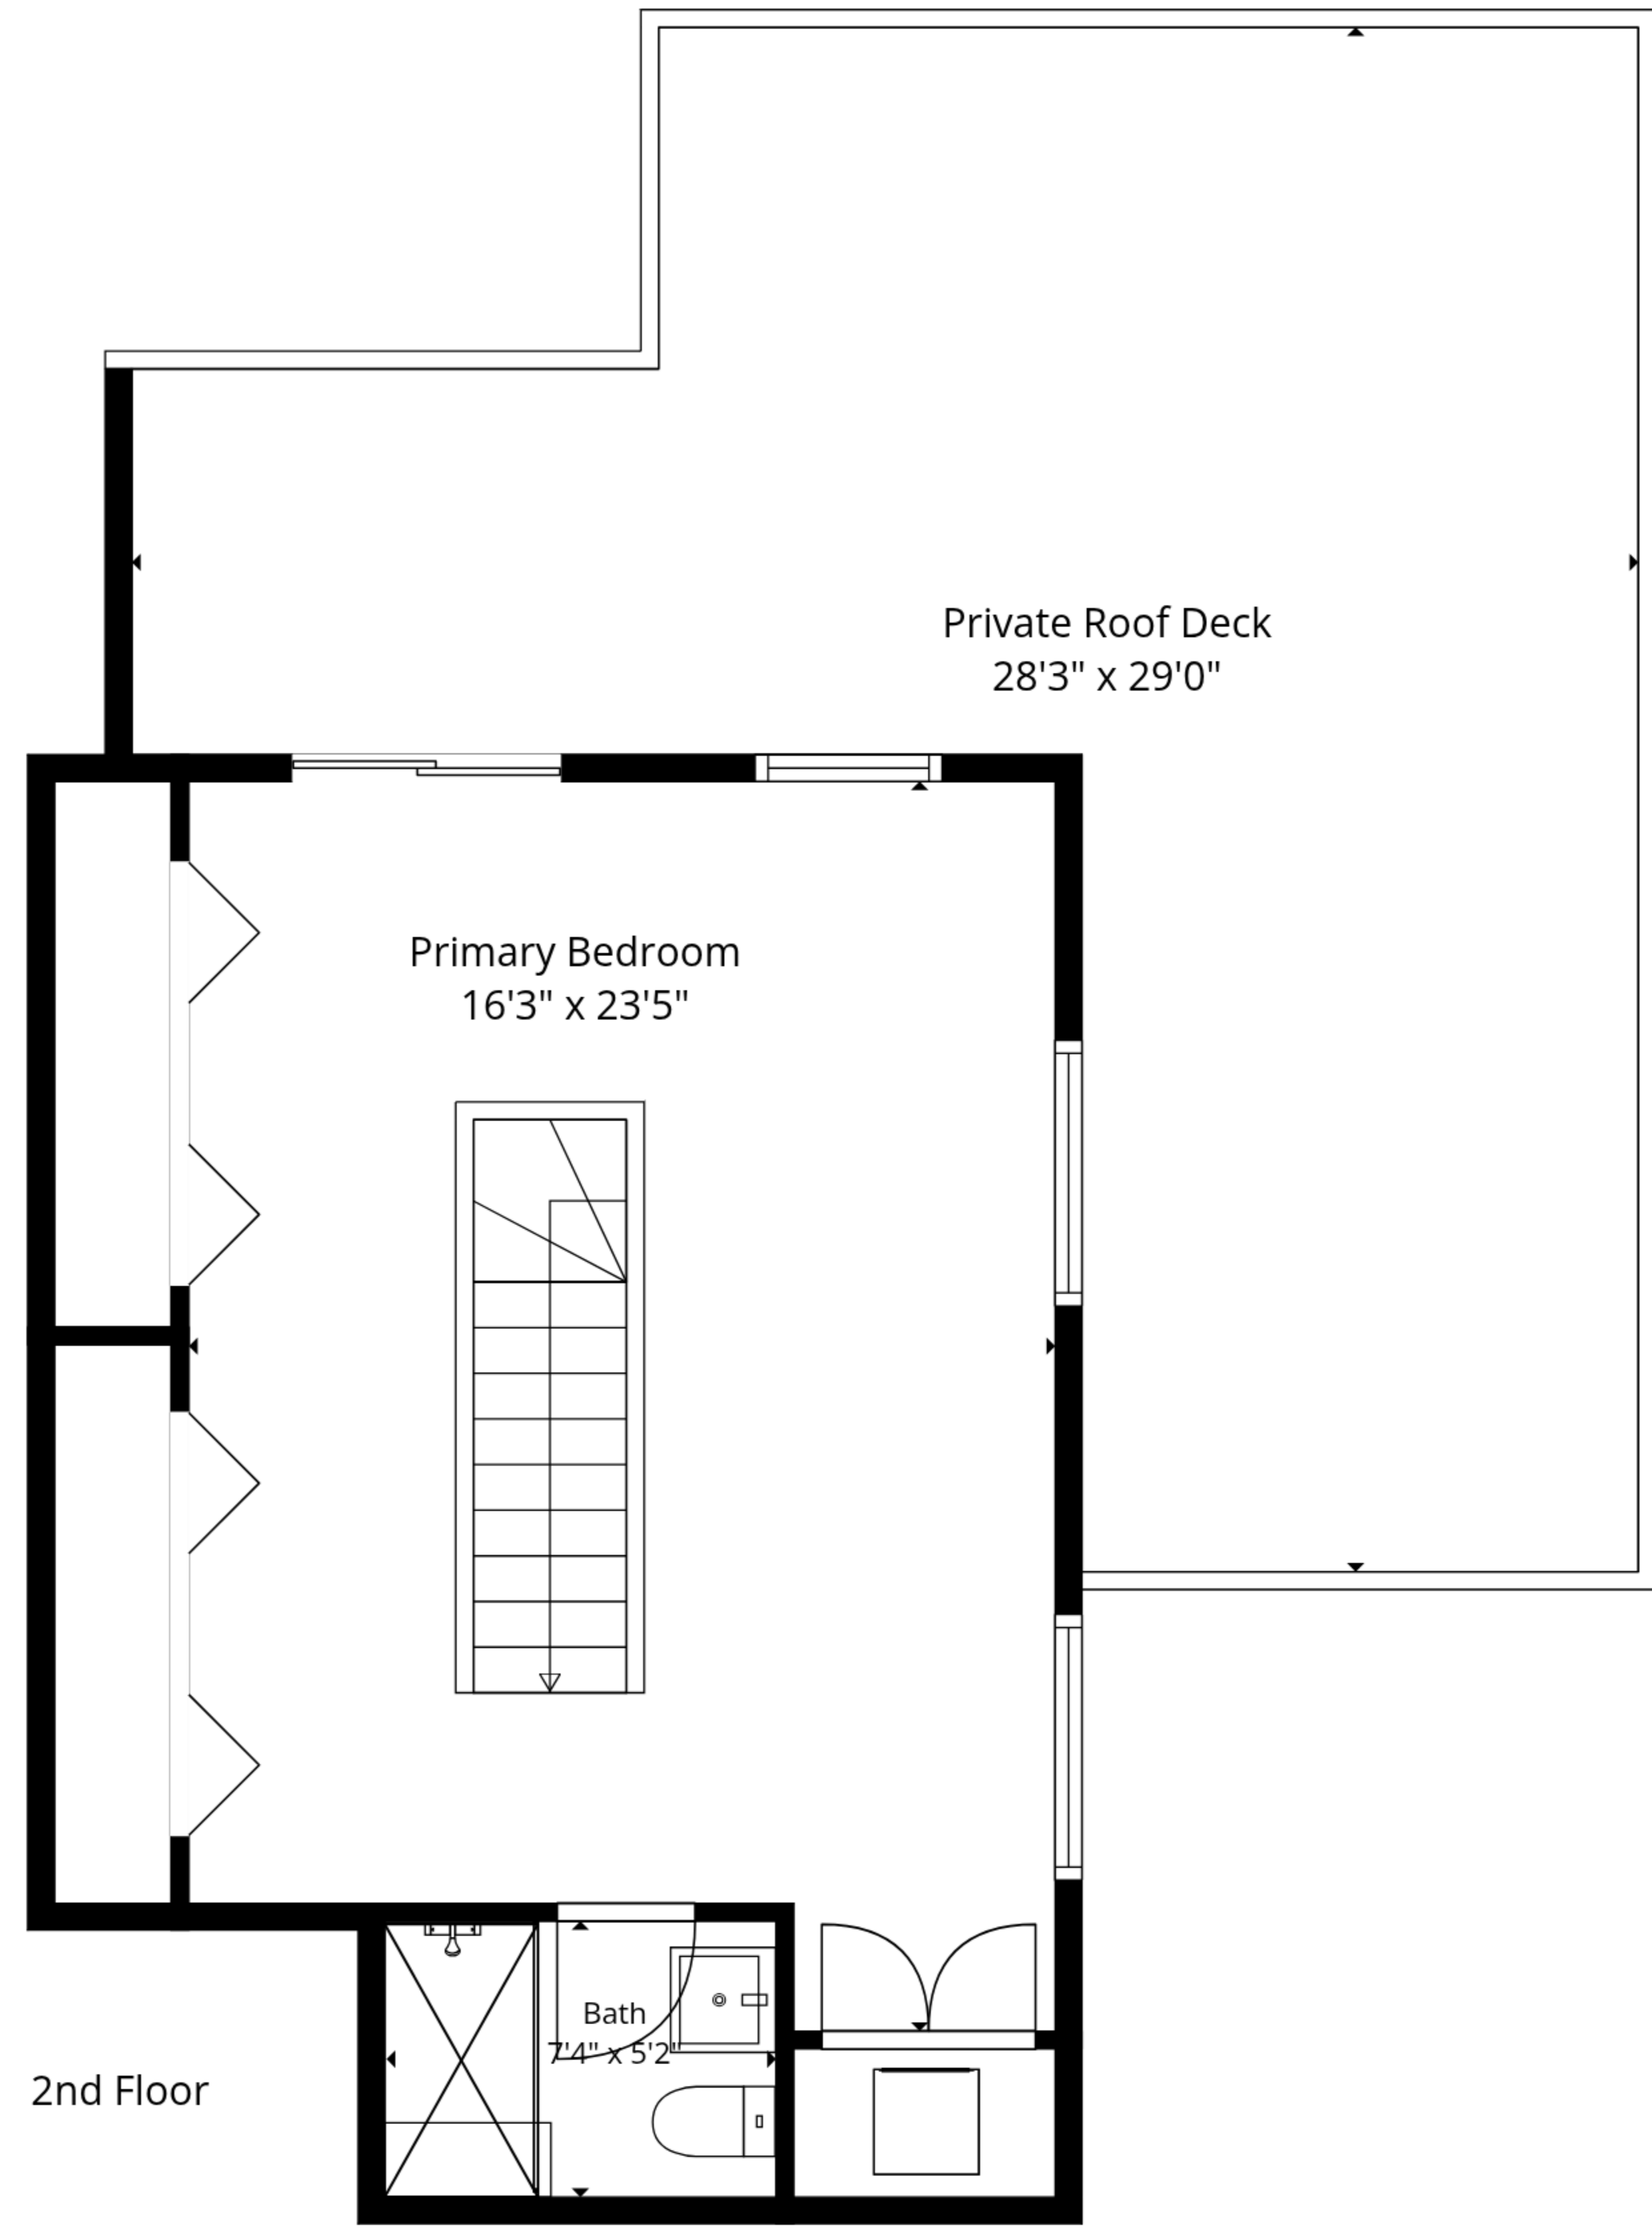 Private Roof Deck
28'3" x 29'0"
Primary Bedroom
16'3" x 23'5"
Bath
7'4" x 5'2"
2nd Floor